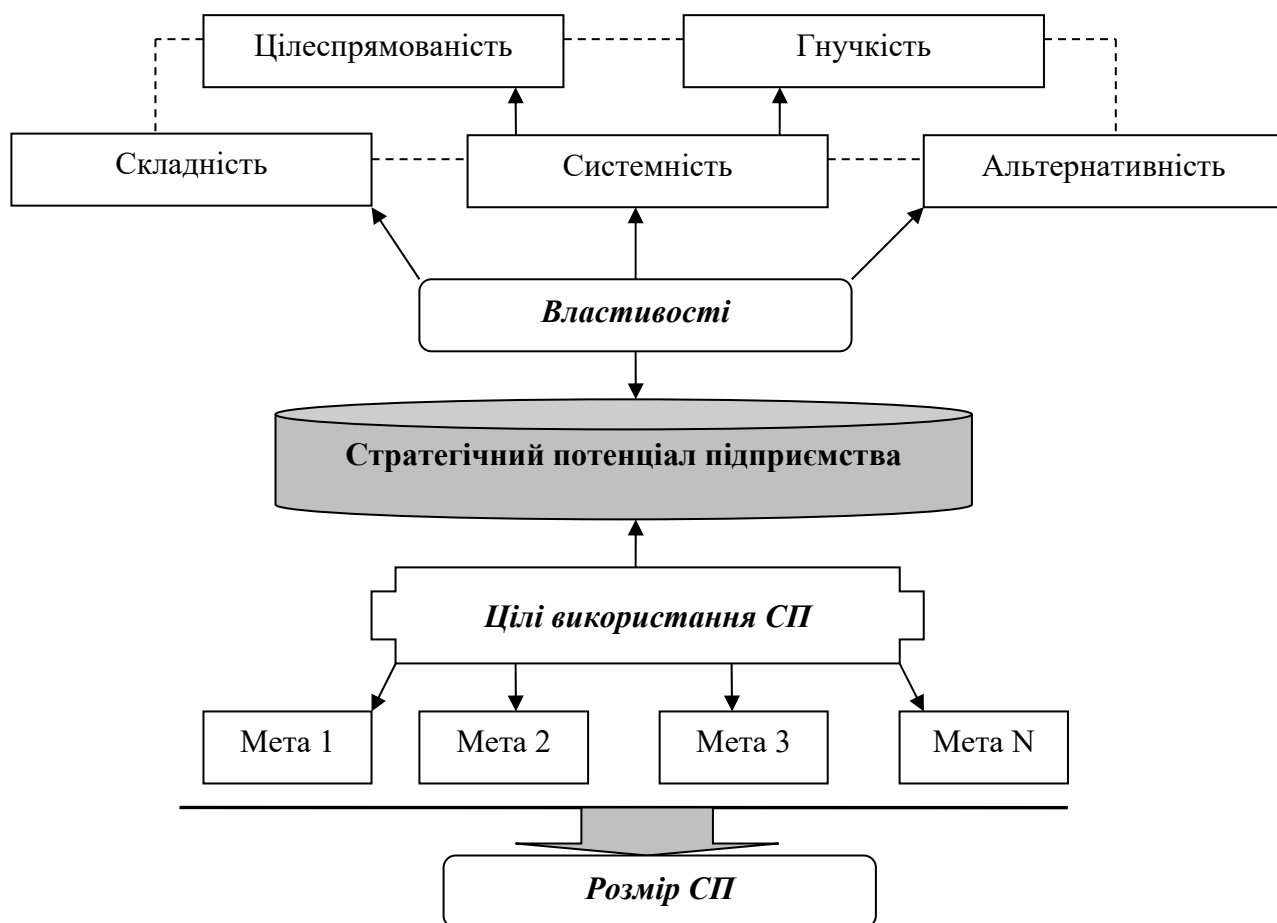 Цілеспрямованість
Гнучкість
Складність
Системність
Альтернативність
Властивості
Стратегічний потенціал підприємства
Цілі використання СП
Мета 1
Мета 2
Мета 3
Мета N
Розмір СП